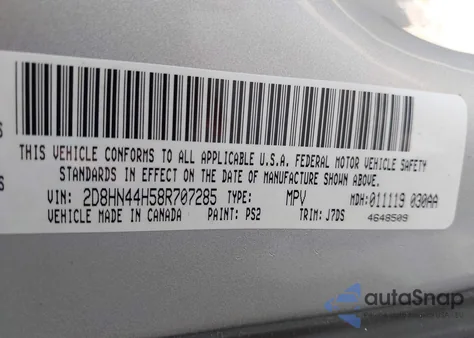 THIS VEHICLE CONFORMS TO ALL APPLICABLE U.S.A. FEDERAL MOTOR VEHICLE SAFETY
STANDARDS IN EFFECT ON THE DATE OF MANUFACTURE SHOWN ABOVE.
VIN: 2D8HN44H58R707285 TYPE: MPV MDH:011119 030AA
VEHICLE MADE IN CANADA PAINT: PS2 TRIM: J7DS 4648509
autoSnap